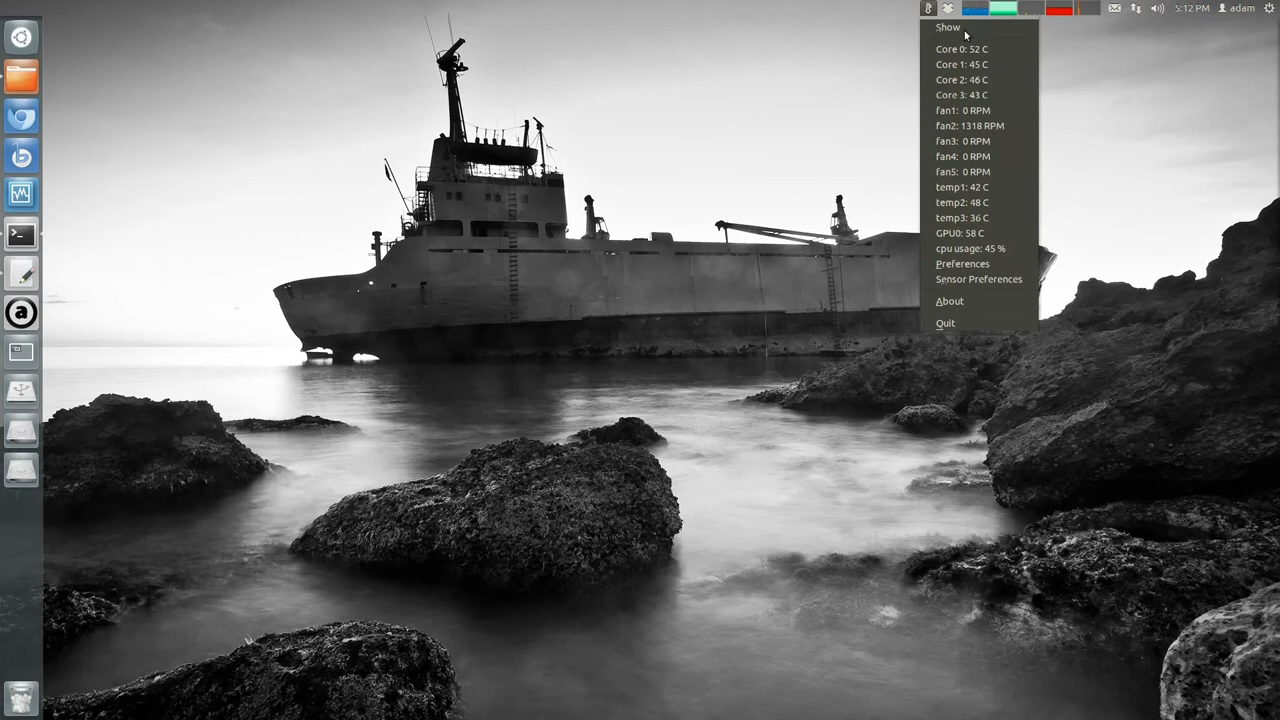 5:12 PM adam
Show
Core 0: 52 C
Core 1: 45 C
Core 2: 46 C
Core 3: 43 C
fan1: 0 RPM
fan2: 1318 RPM
fan3: 0 RPM
fan4: 0 RPM
fan5: 0 RPM
temp1: 42 C
temp2: 48 C
temp3: 36 C
GPU0: 58 C
cpu usage: 45 %
Preferences
Sensor Preferences
About
Quit